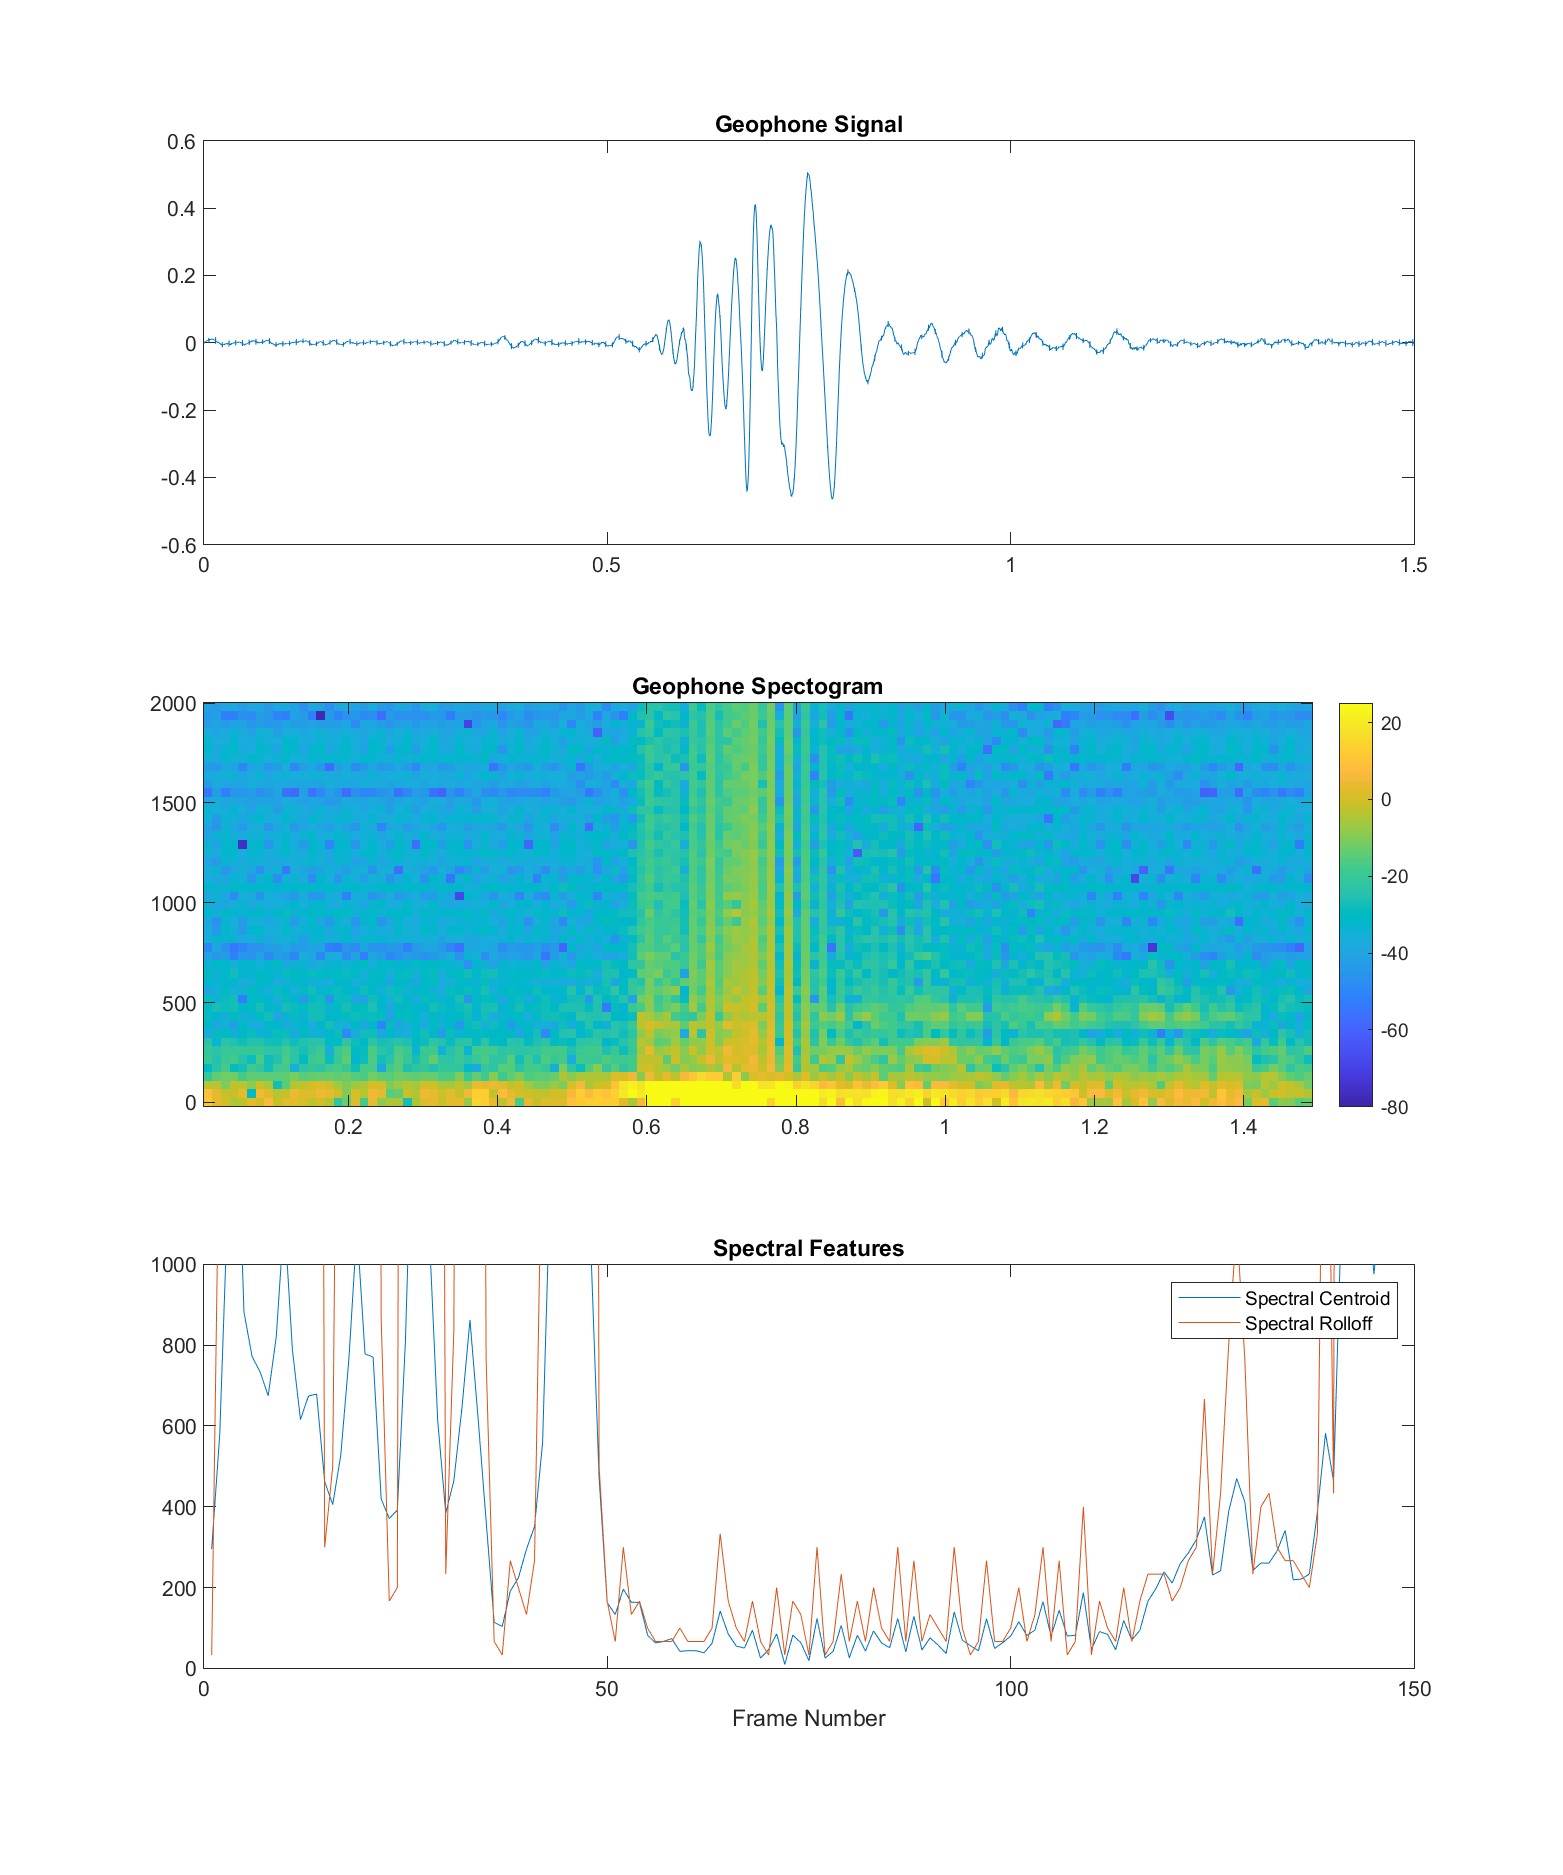 Geophone Signal
0.6
0.4
0.2
0
-0.2
-0.4
-0.6
0 0.5 1 1.5
Geophone Spectogram
2000
1500
1000
500
0
0.2 0.4 0.6 0.8 1 1.2 1.4
20
0
-20
-40
-60
-80
Spectral Features
1000
800
600
400
200
0
Spectral Centroid
Spectral Rolloff
0 50 100 150
Frame Number